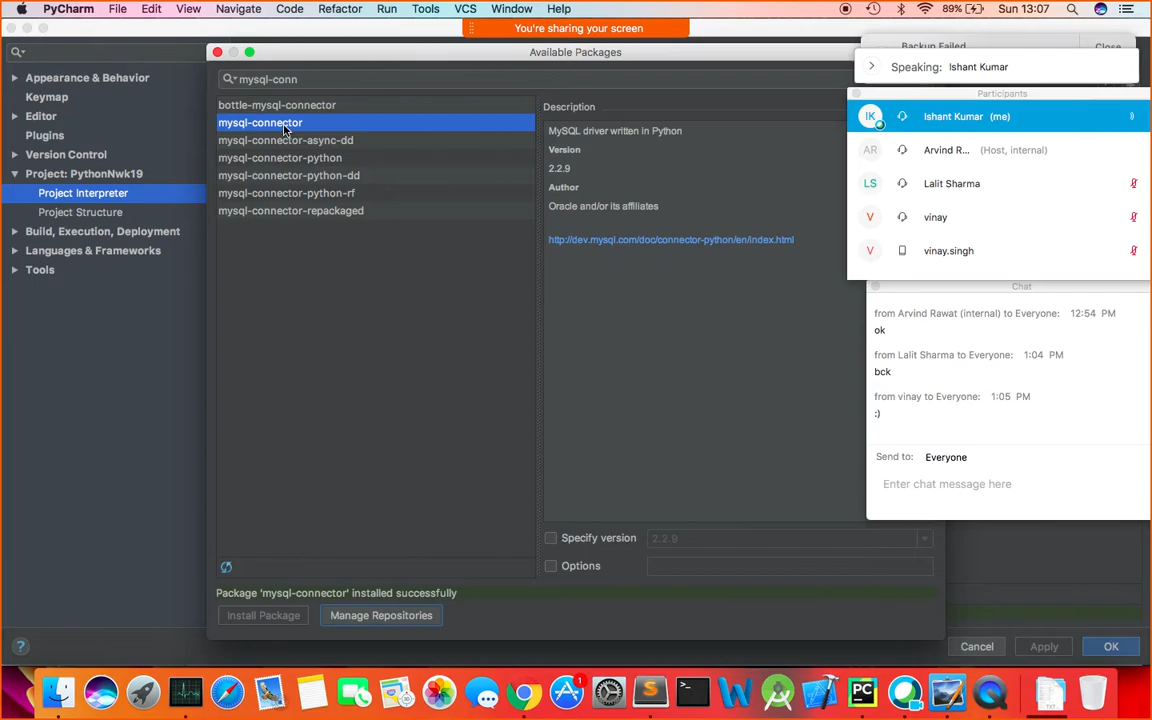 PyCharm File Edit View Navigate Code Refactor Run Tools VCS Window Help 89% Sun 13:07
You're sharing your screen
Available Packages
Backup Failed Close
Speaking: Ishant Kumar
mysql-conn
Appearance & Behavior
Keymap
Editor
Plugins
Version Control
Project: PythonNwk19
Project Interpreter
Project Structure
Build, Execution, Deployment
Languages & Frameworks
Tools
bottle-mysql-connector
mysql-connector
mysql-connector-async-dd
mysql-connector-python
mysql-connector-python-dd
mysql-connector-python-rf
mysql-connector-repackaged
Description
MySQL driver written in Python
Version
2.2.9
Author
Oracle and/or its affiliates
http://dev.mysql.com/doc/connector-python/en/index.html
Participants
IK Ishant Kumar (me)
AR Arvind R... (Host, internal)
LS Lalit Sharma
V vinay
V vinay.singh
Chat
from Arvind Rawat (internal) to Everyone: 12:54 PM
ok
from Lalit Sharma to Everyone: 1:04 PM
bck
from vinay to Everyone: 1:05 PM
:)
Send to: Everyone
Enter chat message here
Specify version 2.2.9
Options
Package 'mysql-connector' installed successfully
Install Package Manage Repositories
? Cancel Apply OK
1
PC
TXT